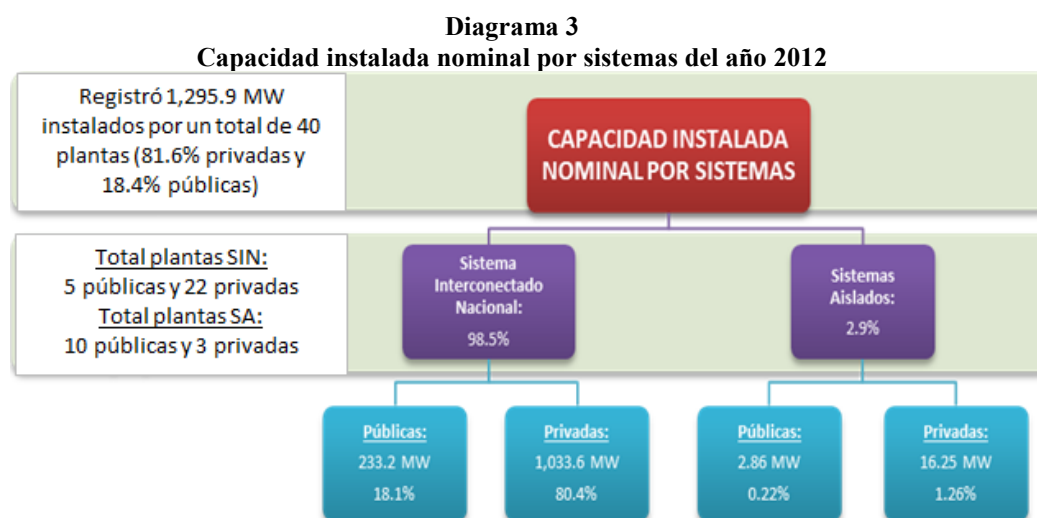 Diagrama 3
Capacidad instalada nominal por sistemas del año 2012
Registró 1,295.9 MW
instalados por un total de 40
plantas (81.6% privadas y
18.4% públicas)
CAPACIDAD INSTALADA
NOMINAL POR SISTEMAS
Total plantas SIN:
5 públicas y 22 privadas
Total plantas SA:
10 públicas y 3 privadas
Sistema
Interconectado
Nacional:
98.5%
Sistemas
Aislados:
2.9%
Públicas:
233.2 MW
18.1%
Privadas:
1,033.6 MW
80.4%
Públicas:
2.86 MW
0.22%
Privadas:
16.25 MW
1.26%